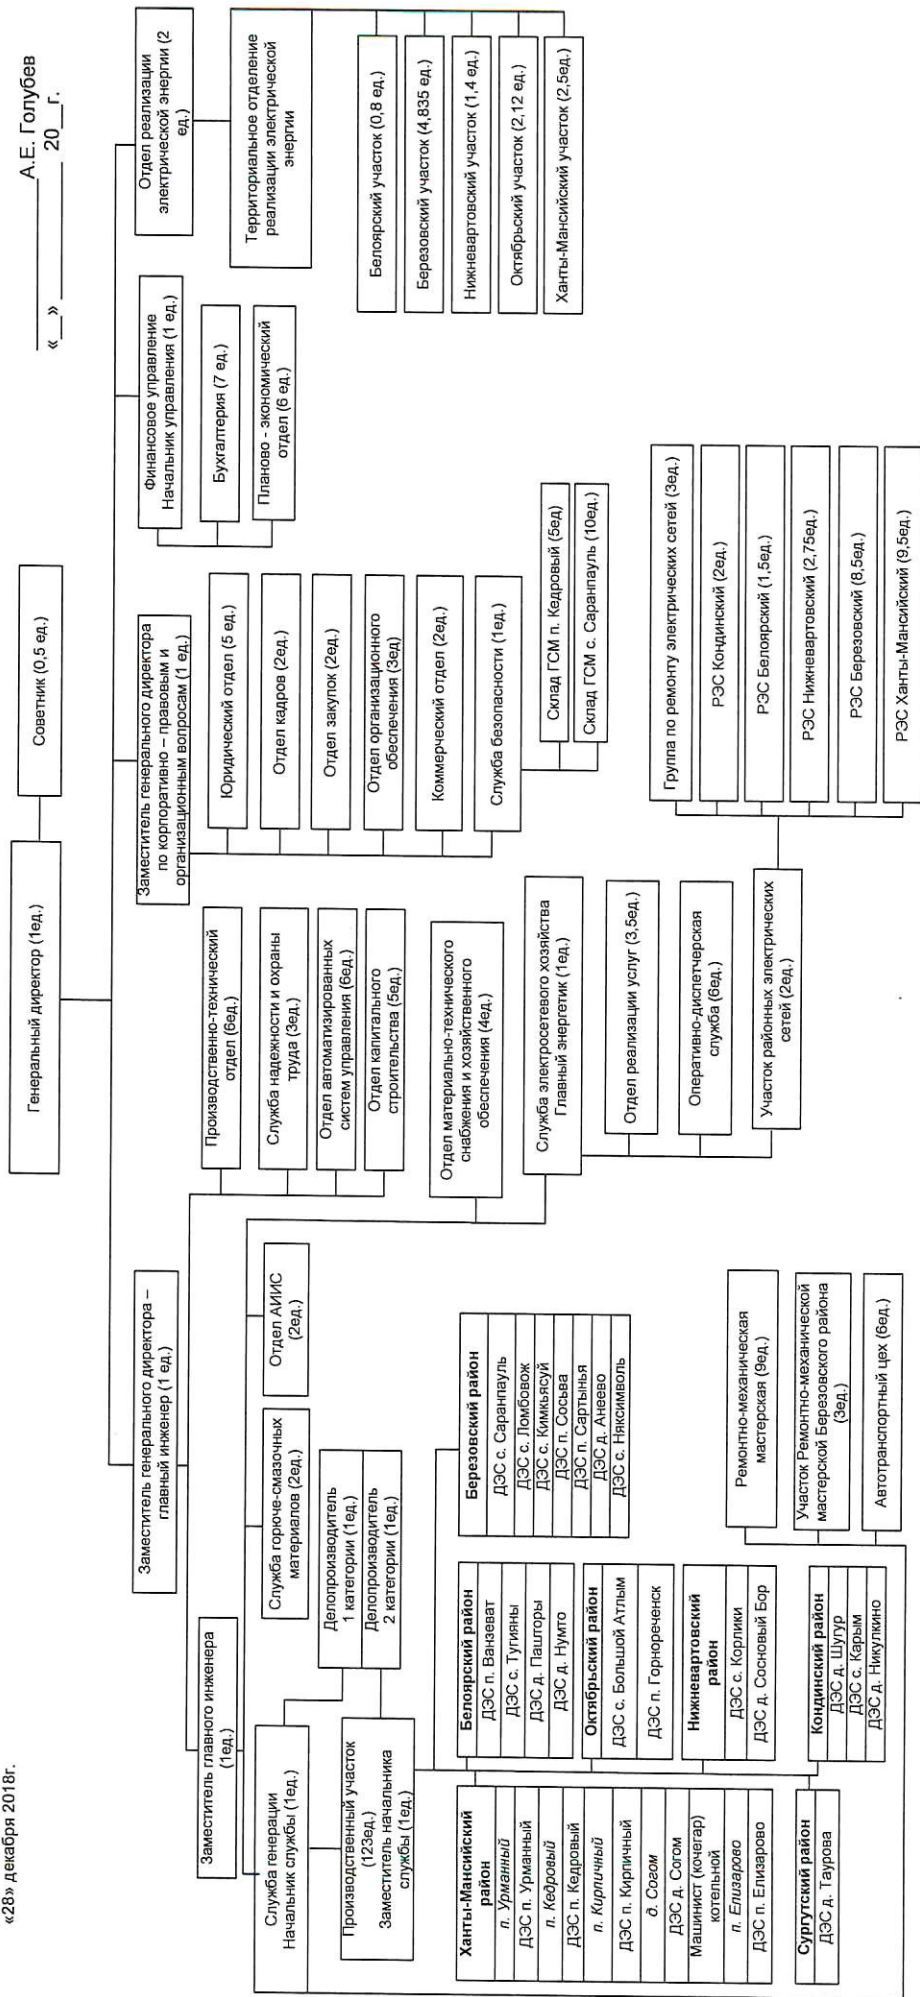 «28» декабря 2018г.
А.Е. Голубев
«__» ________ 20__г.
Генеральный директор (1ед.)
Советник (0,5 ед.)
Заместитель генерального директора –
главный инженер (1 ед.)
Заместитель генерального директора
по корпоративно – правовым и
организационным вопросам (1 ед.)
Финансовое управление
Начальник управления (1 ед.)
Отдел реализации
электрической энергии (2
ед.)
Заместитель главного инженера
(1ед.)
Производственно-технический
отдел (6ед.)
Служба надежности и охраны
труда (3ед.)
Отдел автоматизированных
систем управления (6ед.)
Отдел капитального
строительства (5ед.)
Юридический отдел (5 ед.)
Отдел кадров (2ед.)
Отдел закупок (2ед.)
Отдел организационного
обеспечения (3ед)
Коммерческий отдел (2ед.)
Служба безопасности (1ед.)
Склад ГСМ п. Кедровый (5ед)
Склад ГСМ с. Саранпауль (10ед.)
Бухгалтерия (7 ед.)
Планово - экономический
отдел (6 ед.)
Территориальное отделение
реализации электрической
энергии
Белоярский участок (0,8 ед.)
Березовский участок (4,835 ед.)
Нижневартовский участок (1,4 ед.)
Октябрьский участок (2,12 ед.)
Ханты-Мансийский участок (2,5ед.)
Служба генерации
Начальник службы (1ед.)
Служба горюче-смазочных
материалов (2ед.)
Отдел АИИС
(2ед.)
Отдел материально-технического
снабжения и хозяйственного
обеспечения (4ед.)
Служба электросетевого хозяйства
Главный энергетик (1ед.)
Отдел реализации услуг (3,5ед.)
Оперативно-диспетчерская
служба (6ед.)
Участок районных электрических
сетей (2ед.)
Группа по ремонту электрических сетей (3ед.)
РЭС Кондинский (2ед.)
РЭС Белоярский (1,5ед.)
РЭС Нижневартовский (2,75ед.)
РЭС Березовский (8,5ед.)
РЭС Ханты-Мансийский (9,5ед.)
Делопроизводитель
1 категории (1ед.)
Делопроизводитель
2 категории (1ед.)
Производственный участок
(123ед.)
Заместитель начальника
службы (1ед.)
Ханты-Мансийский
район
п. Урманный
ДЭС п. Урманный
п. Кедровый
ДЭС п. Кедровый
п. Кирпичный
ДЭС п. Кирпичный
д. Согом
ДЭС д. Согом
Машинист (кочегар)
котельной
п. Елизарово
ДЭС п. Елизарово
Сургутский район
ДЭС д. Таурова
Белоярский район
ДЭС п. Ванзеват
ДЭС с. Тугияны
ДЭС д. Пашторы
ДЭС д. Нумто
Октябрьский район
ДЭС с. Большой Атлым
ДЭС п. Горнореченск
Нижневартовский
район
ДЭС с. Корлики
ДЭС д. Сосновый Бор
Кондинский район
ДЭС д. Шугур
ДЭС с. Карым
ДЭС д. Никулкино
Березовский район
ДЭС с. Саранпауль
ДЭС с. Ломбовож
ДЭС с. Кимкьясуй
ДЭС п. Сосьва
ДЭС п. Сартынья
ДЭС д. Анеево
ДЭС с. Няксимволь
Ремонтно-механическая
мастерская (9ед.)
Участок Ремонтно-механической
мастерской Березовского района
(3ед.)
Автотранспортный цех (6ед.)